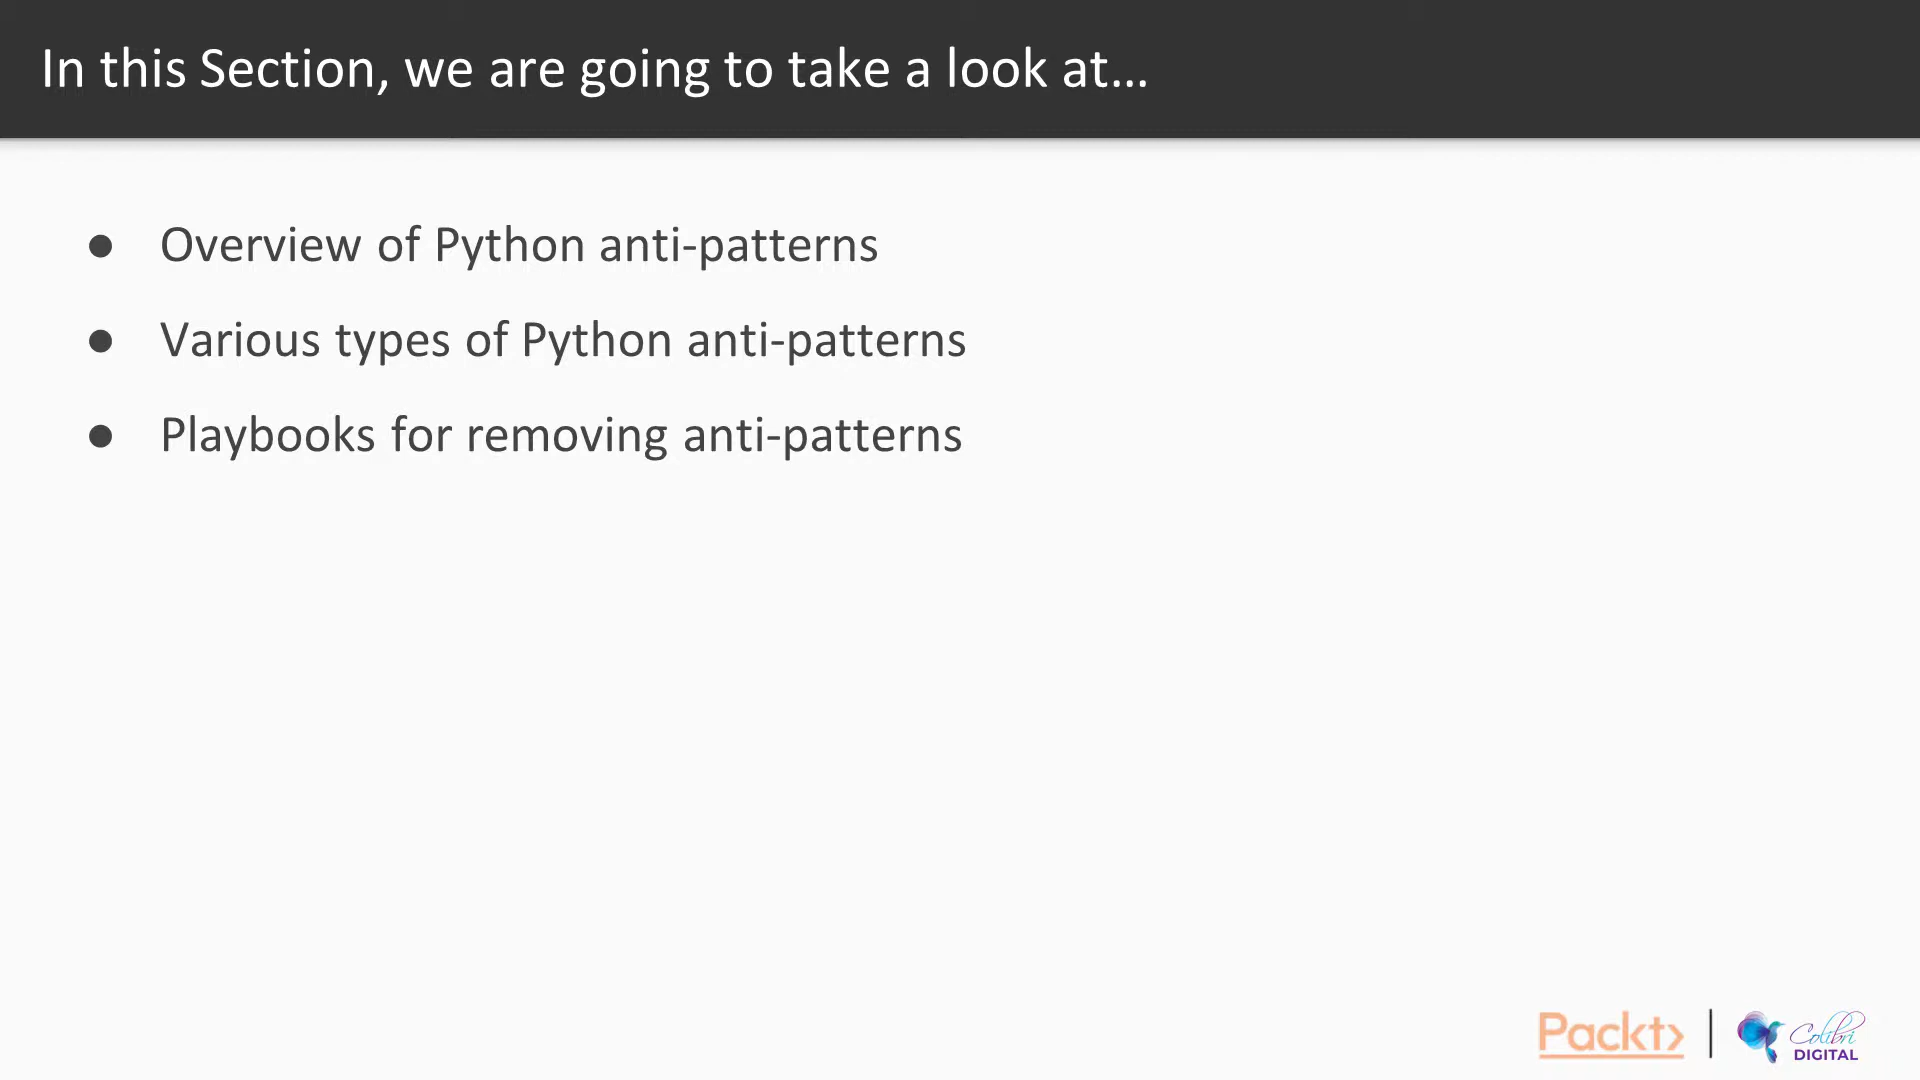 In this Section, we are going to take a look at…
● Overview of Python anti-patterns
● Various types of Python anti-patterns
● Playbooks for removing anti-patterns
Packt>
Colibri
DIGITAL